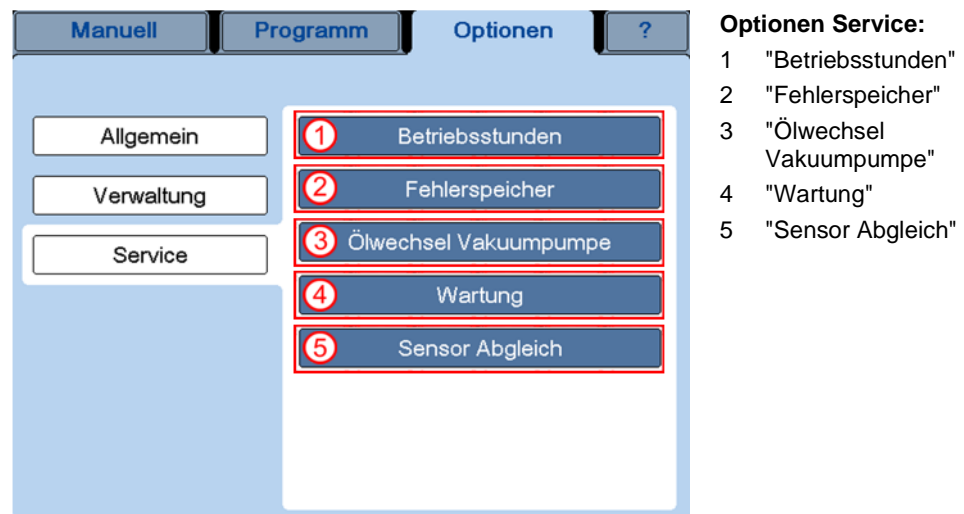 Manuell Programm Optionen ?
Allgemein
Verwaltung
Service
1 Betriebsstunden
2 Fehlerspeicher
3 Ölwechsel Vakuumpumpe
4 Wartung
5 Sensor Abgleich
Optionen Service:
1 "Betriebsstunden"
2 "Fehlerspeicher"
3 "Ölwechsel
Vakuumpumpe"
4 "Wartung"
5 "Sensor Abgleich"